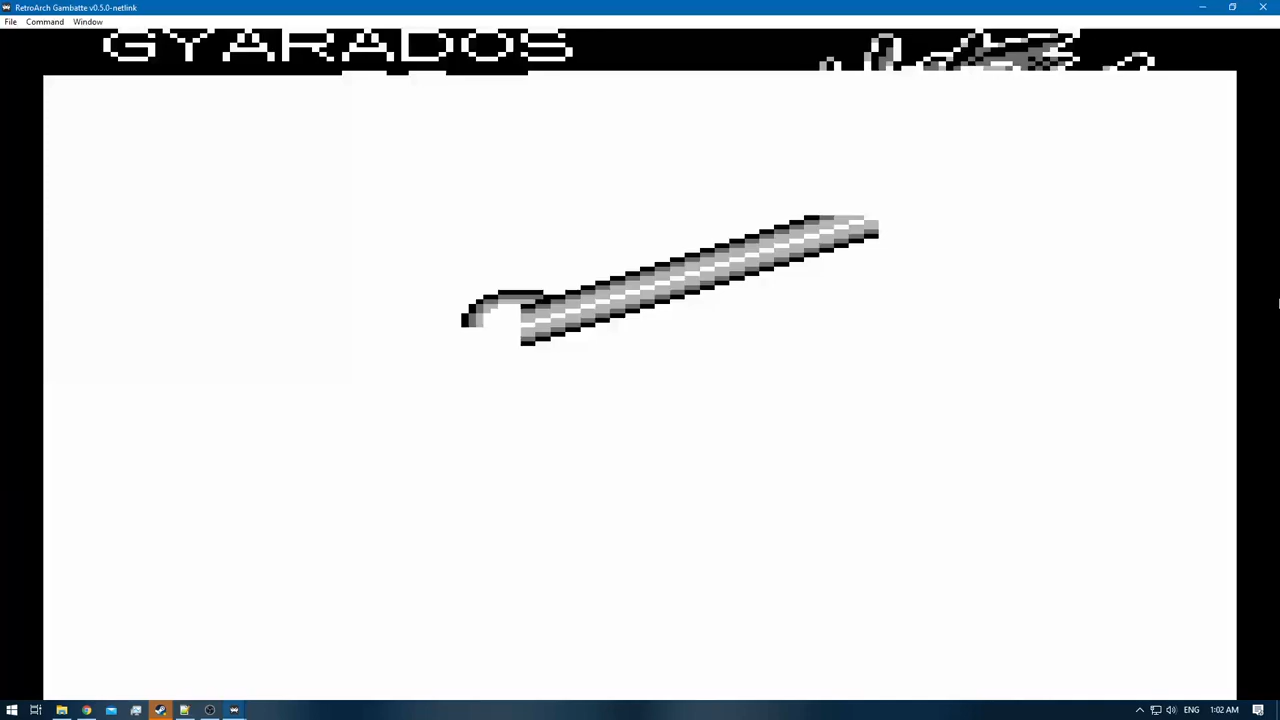 RetroArch Gambatte v0.5.0-netlink
File Command Window
GYARADOS
ENG 1:02 AM